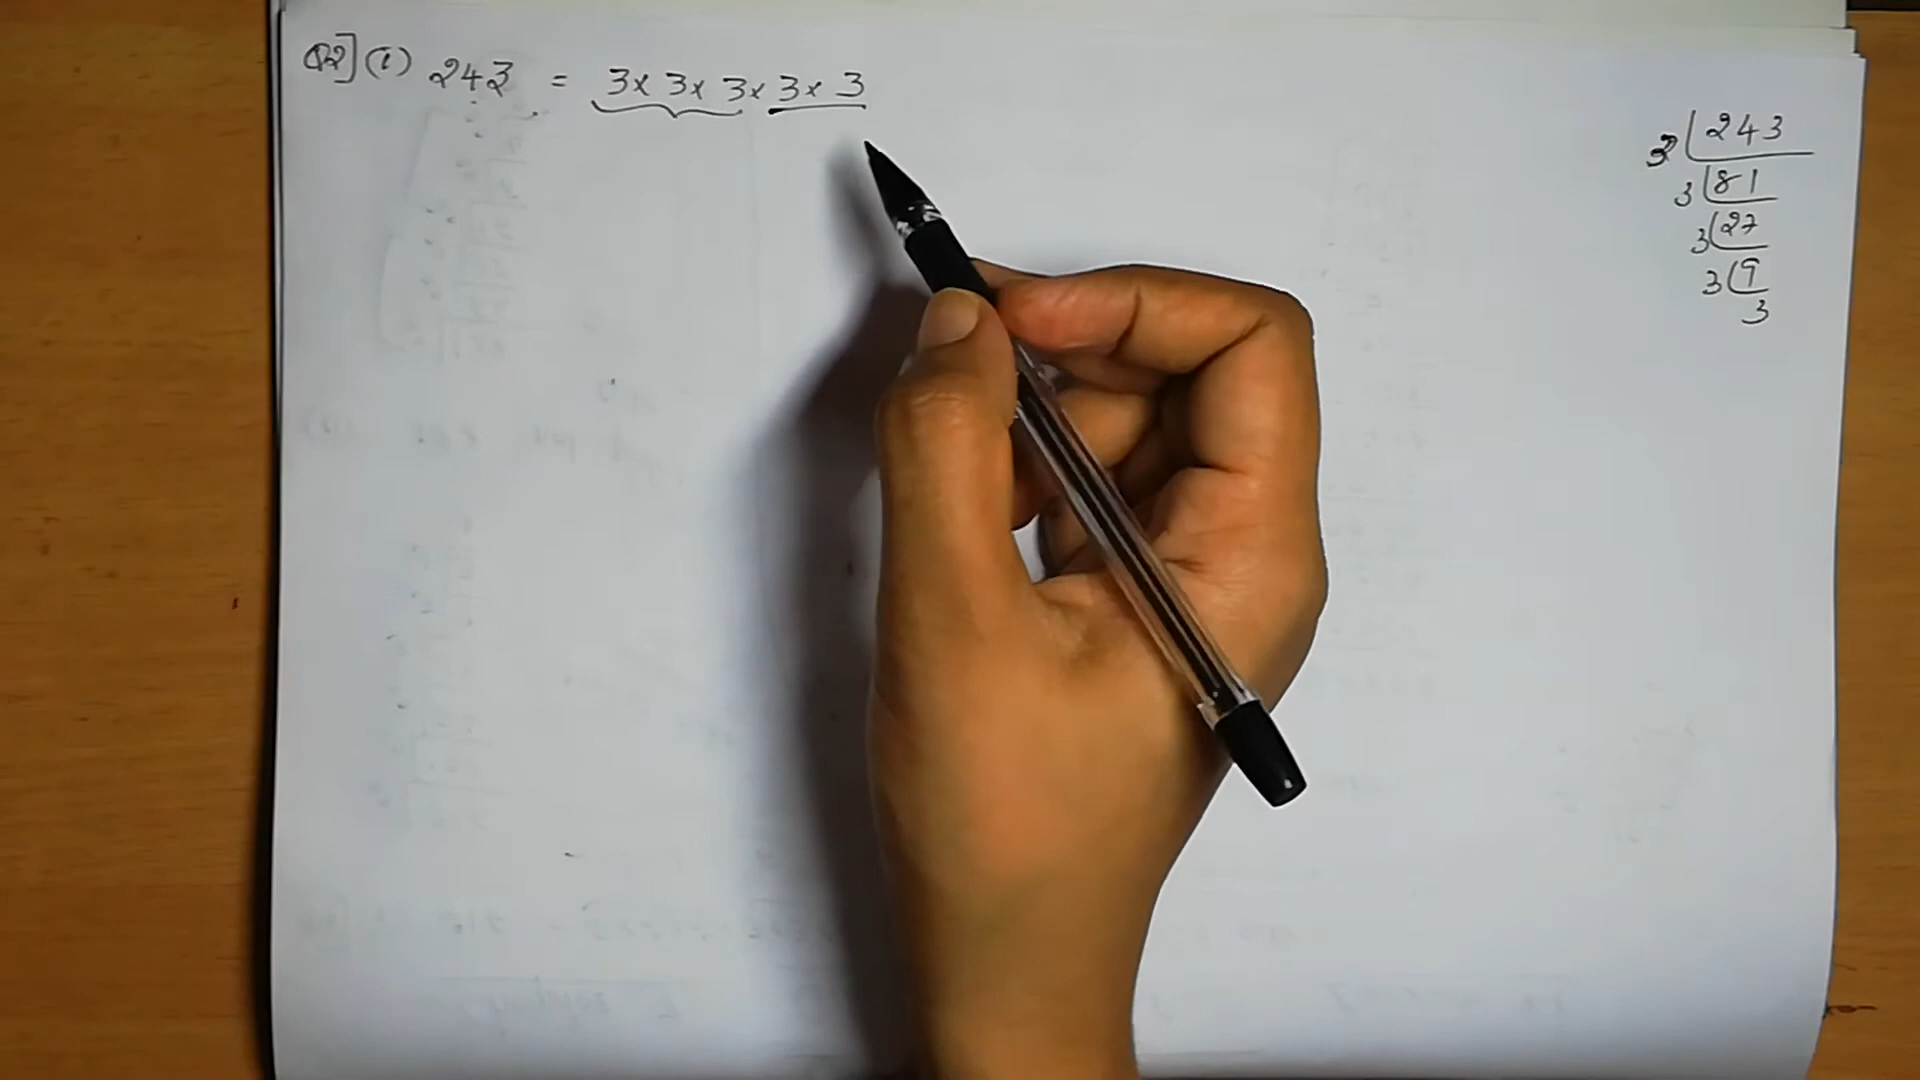 Q2] (i) 243 = 3 x 3 x 3 x 3 x 3
3 | 243
3 | 81
3 | 27
3 | 9
3